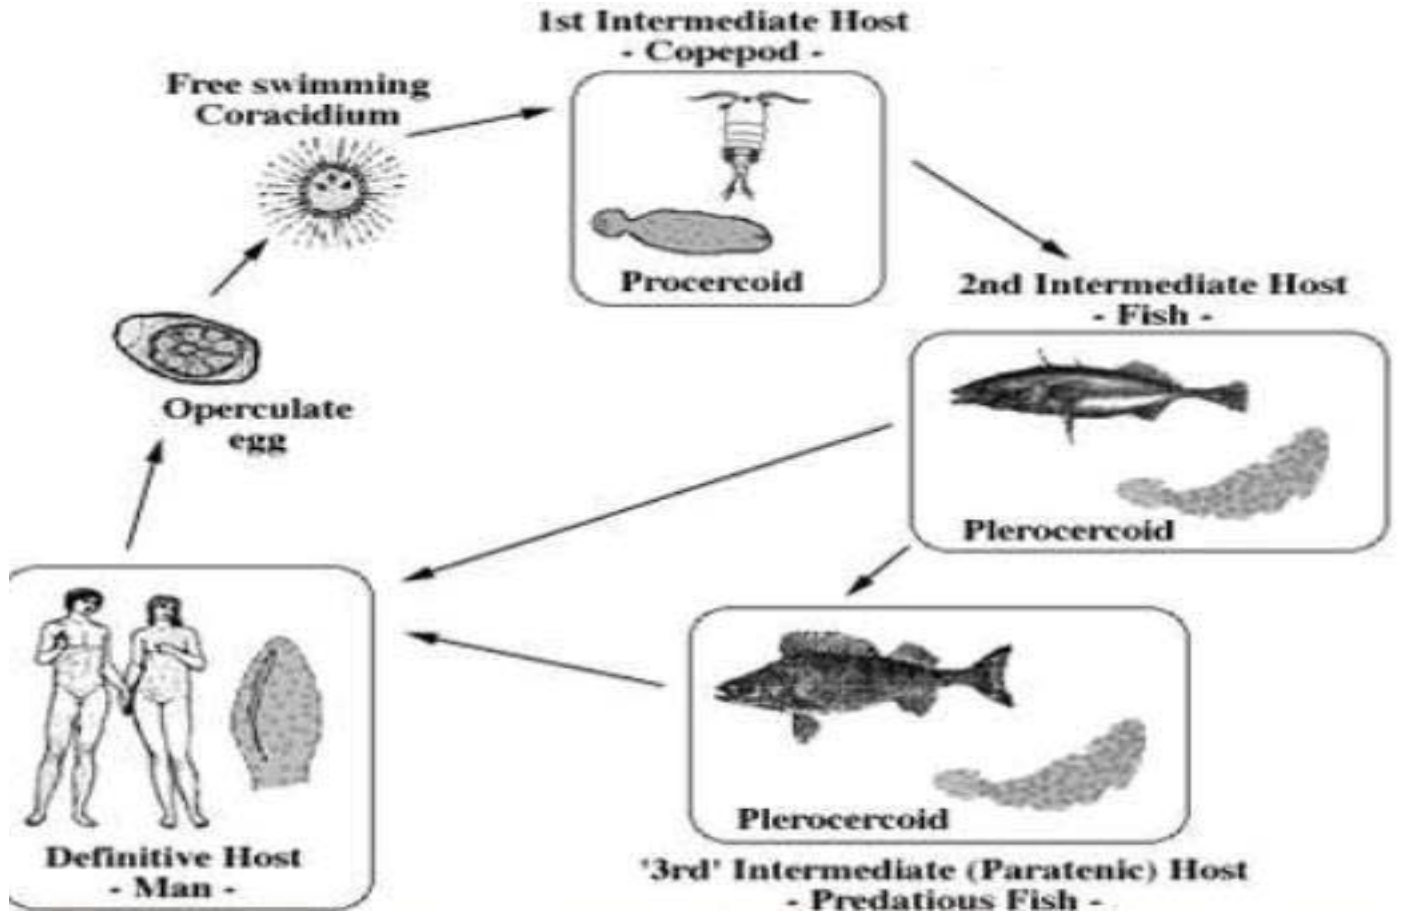 1st Intermediate Host
- Copepod -
Free swimming
Coracidium
Procercoid
2nd Intermediate Host
- Fish -
Operculate
egg
Plerocercoid
Plerocercoid
Definitive Host
- Man -
'3rd' Intermediate (Paratenic) Host
- Predatious Fish -